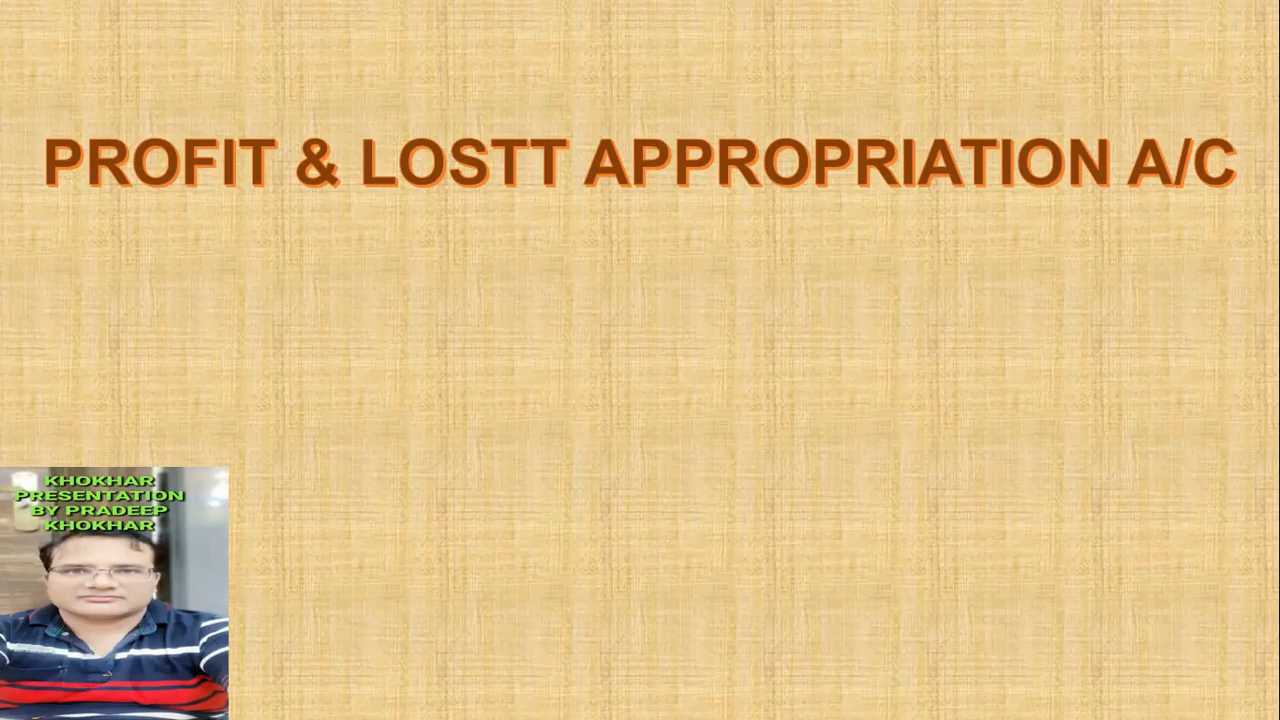 PROFIT & LOSTT APPROPRIATION A/C
KHOKHAR
PRESENTATION
BY PRADEEP
KHOKHAR